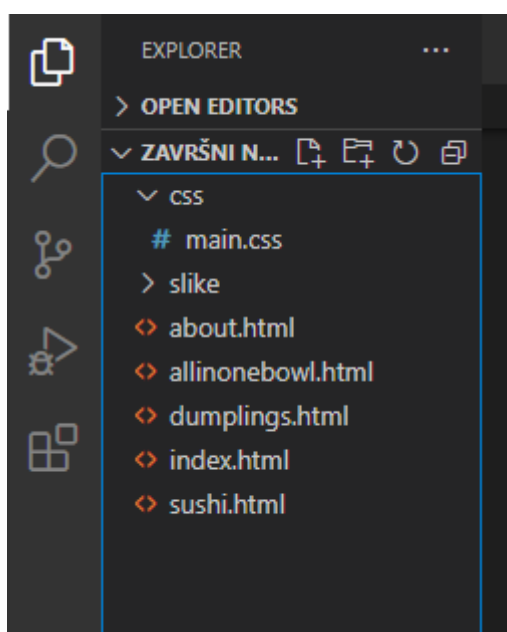 EXPLORER ...
OPEN EDITORS
ZAVRŠNI N...
css
# main.css
slike
<> about.html
<> allinonebowl.html
<> dumplings.html
<> index.html
<> sushi.html